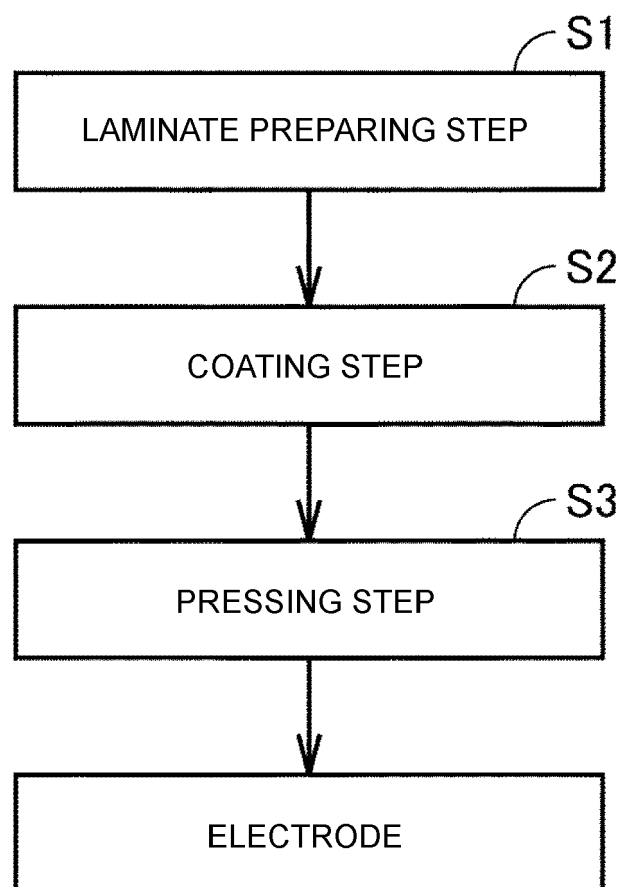 S1
LAMINATE PREPARING STEP
S2
COATING STEP
S3
PRESSING STEP
ELECTRODE